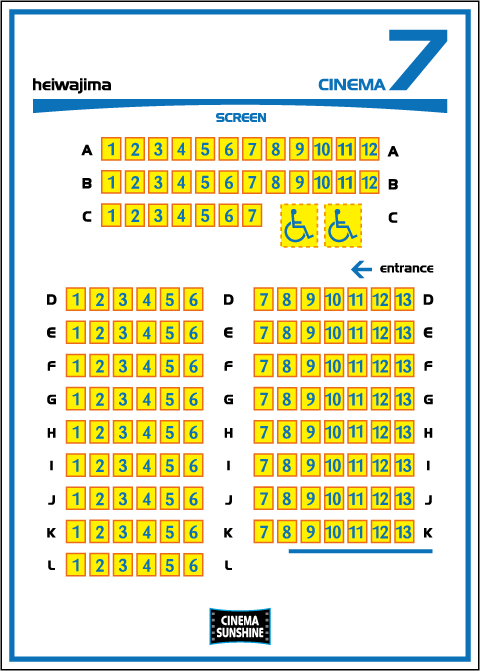 7
heiwajima CINEMA
SCREEN
A 1 2 3 4 5 6 7 8 9 10 11 12 A
B 1 2 3 4 5 6 7 8 9 10 11 12 B
C 1 2 3 4 5 6 7 C
entrance
D 1 2 3 4 5 6 D 7 8 9 10 11 12 13 D
E 1 2 3 4 5 6 E 7 8 9 10 11 12 13 E
F 1 2 3 4 5 6 F 7 8 9 10 11 12 13 F
G 1 2 3 4 5 6 G 7 8 9 10 11 12 13 G
H 1 2 3 4 5 6 H 7 8 9 10 11 12 13 H
I 1 2 3 4 5 6 I 7 8 9 10 11 12 13 I
J 1 2 3 4 5 6 J 7 8 9 10 11 12 13 J
K 1 2 3 4 5 6 K 7 8 9 10 11 12 13 K
L 1 2 3 4 5 6 L
CINEMA
SUNSHINE